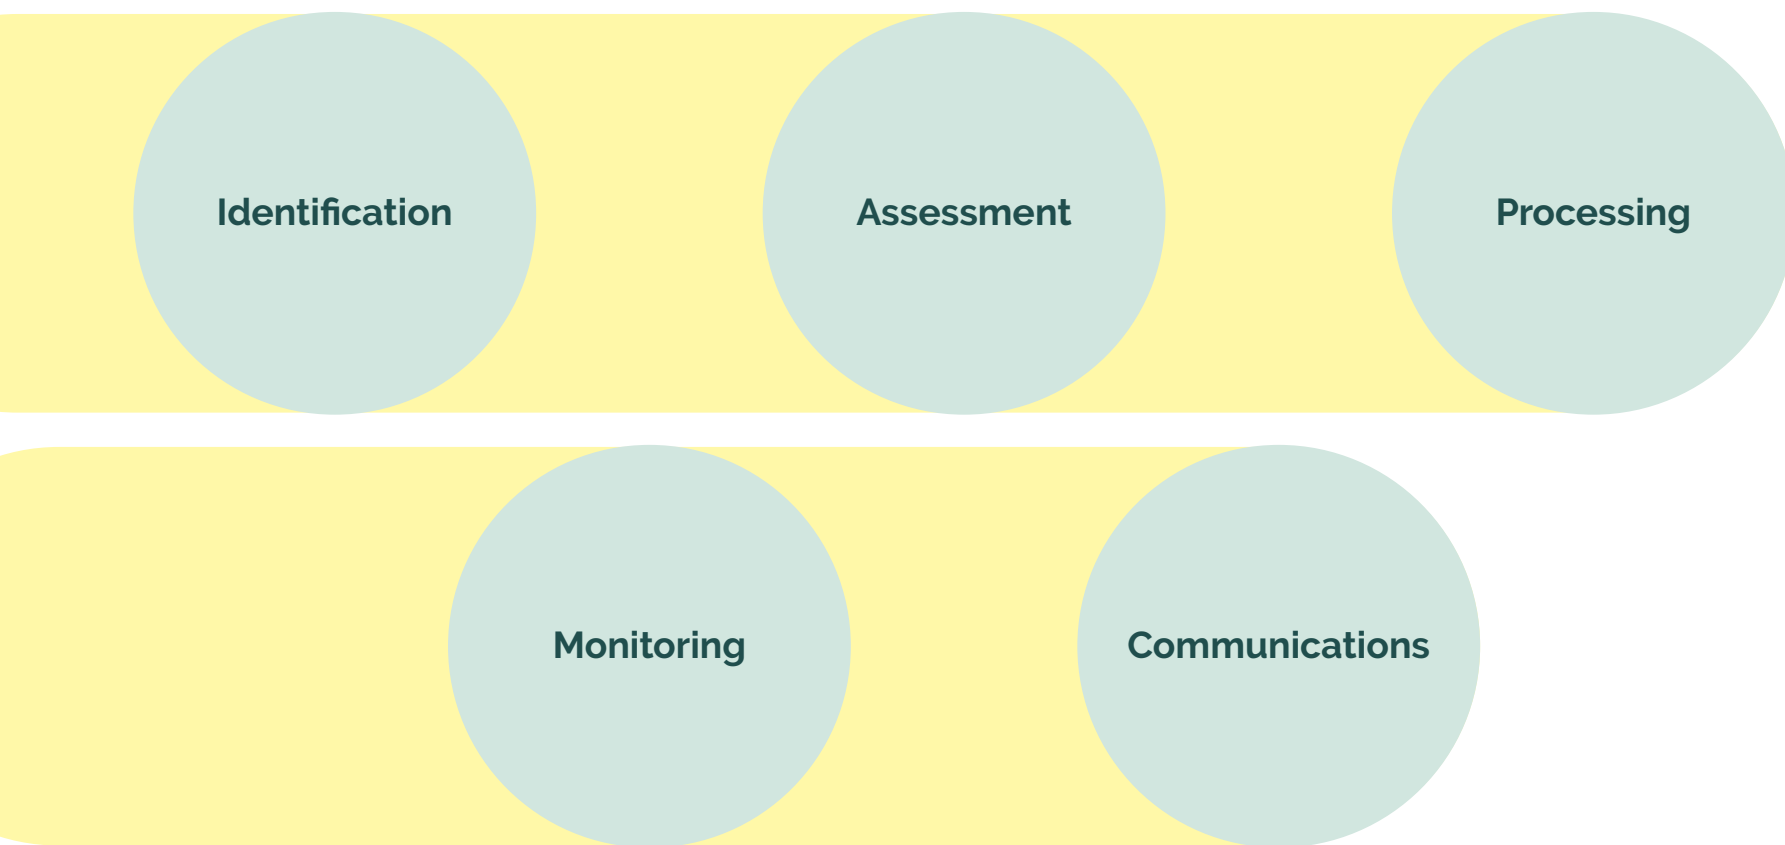 Identification
Assessment
Processing
Monitoring
Communications